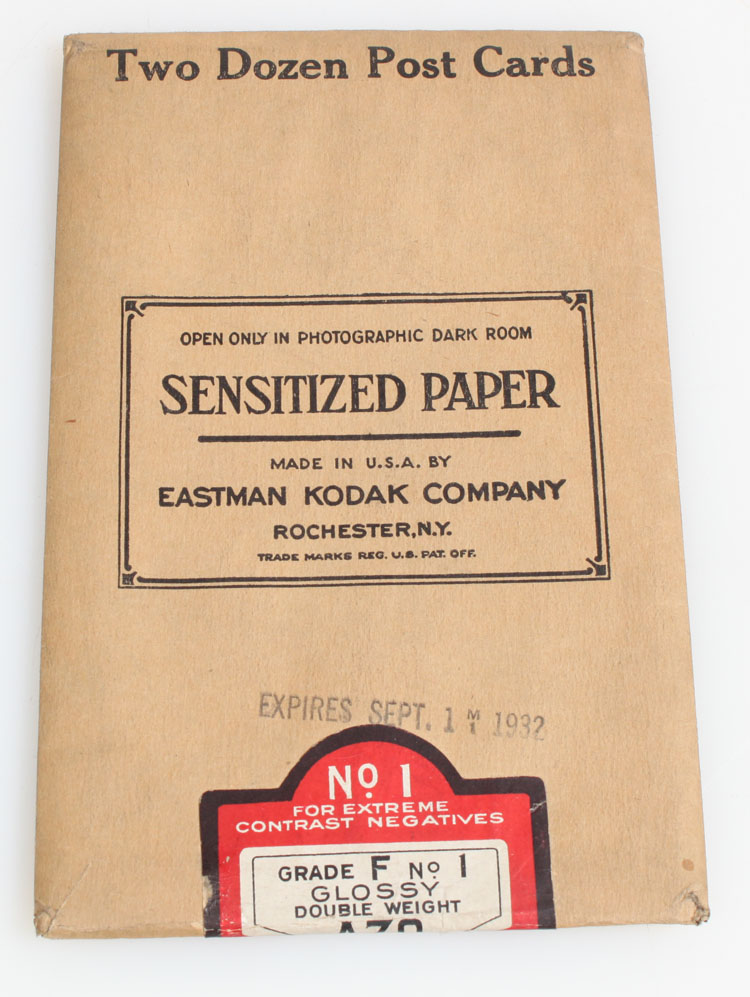 Two Dozen Post Cards
OPEN ONLY IN PHOTOGRAPHIC DARK ROOM
SENSITIZED PAPER
MADE IN U.S.A. BY
EASTMAN KODAK COMPANY
ROCHESTER, N.Y.
TRADE MARKS REG. U.S. PAT. OFF.
EXPIRES SEPT. 1 M 1 1932
No 1
FOR EXTREME
CONTRAST NEGATIVES
GRADE F No 1
GLOSSY
DOUBLE WEIGHT
AZO